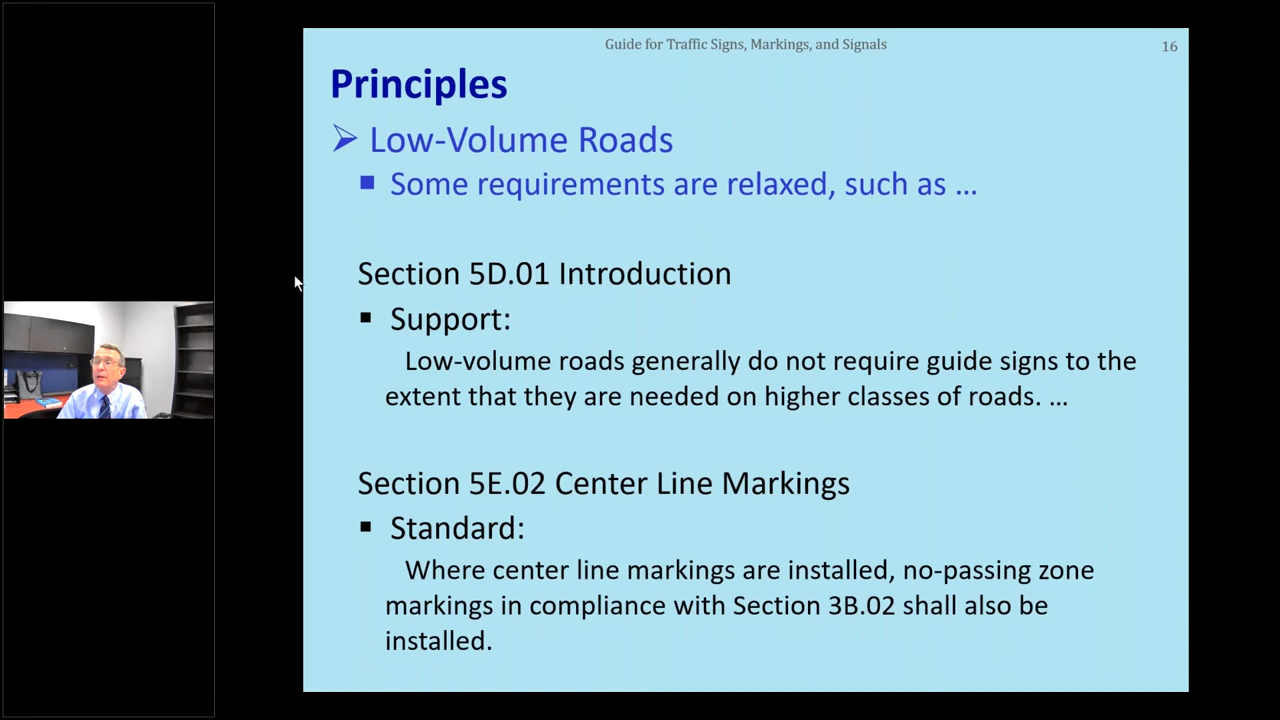 Guide for Traffic Signs, Markings, and Signals
16
Principles
Low-Volume Roads
Some requirements are relaxed, such as ...
Section 5D.01 Introduction
Support:
Low-volume roads generally do not require guide signs to the
extent that they are needed on higher classes of roads. ...
Section 5E.02 Center Line Markings
Standard:
Where center line markings are installed, no-passing zone
markings in compliance with Section 3B.02 shall also be
installed.